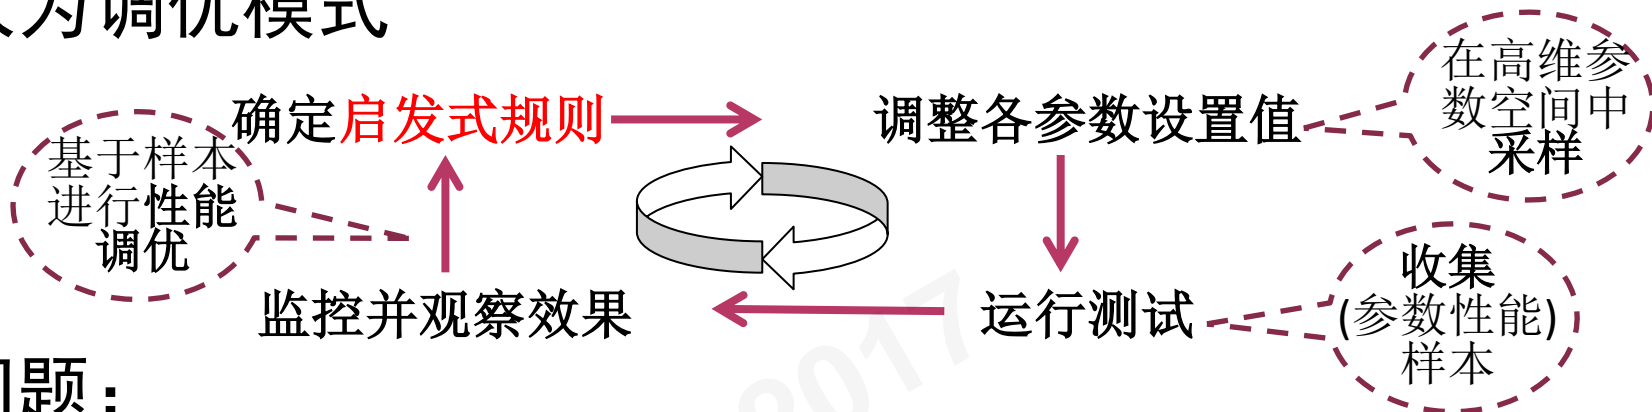 人为调优模式
确定启发式规则
调整各参数设置值
在高维参
数空间中
采样
基于样本
进行性能
调优
监控并观察效果
运行测试
收集
(参数性能)
样本
问题：
2017